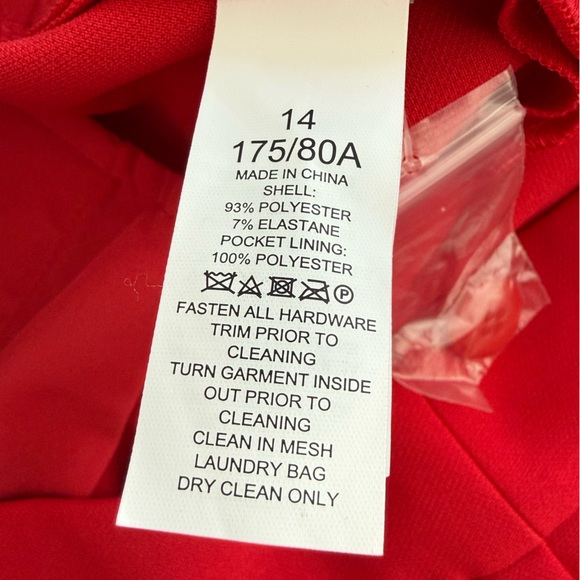 14
175/80A
MADE IN CHINA
SHELL:
93% POLYESTER
7% ELASTANE
POCKET LINING:
100% POLYESTER
P
FASTEN ALL HARDWARE
TRIM PRIOR TO
CLEANING
TURN GARMENT INSIDE
OUT PRIOR TO
CLEANING
CLEAN IN MESH
LAUNDRY BAG
DRY CLEAN ONLY